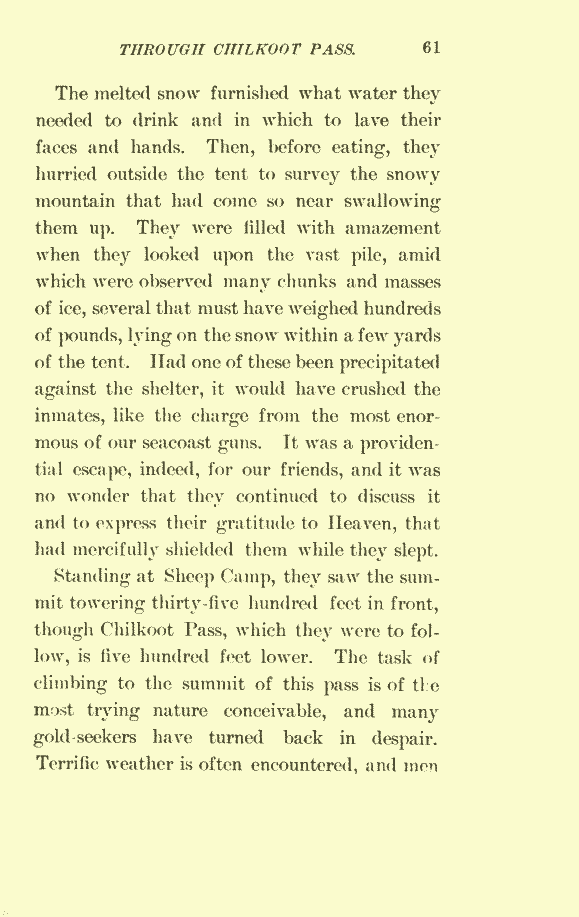 THROUGH CHILKOOT PASS. 61
The melted snow furnished what water they
needed to drink and in which to lave their
faces and hands. Then, before eating, they
hurried outside the tent to survey the snowy
mountain that had come so near swallowing
them up. They were filled with amazement
when they looked upon the vast pile, amid
which were observed many chunks and masses
of ice, several that must have weighed hundreds
of pounds, lying on the snow within a few yards
of the tent. Had one of these been precipitated
against the shelter, it would have crushed the
inmates, like the charge from the most enor-
mous of our seacoast guns. It was a providen-
tial escape, indeed, for our friends, and it was
no wonder that they continued to discuss it
and to express their gratitude to Heaven, that
had mercifully shielded them while they slept.
Standing at Sheep Camp, they saw the sum-
mit towering thirty-five hundred feet in front,
though Chilkoot Pass, which they were to fol-
low, is five hundred feet lower. The task of
climbing to the summit of this pass is of the
most trying nature conceivable, and many
gold-seekers have turned back in despair.
Terrific weather is often encountered, and men